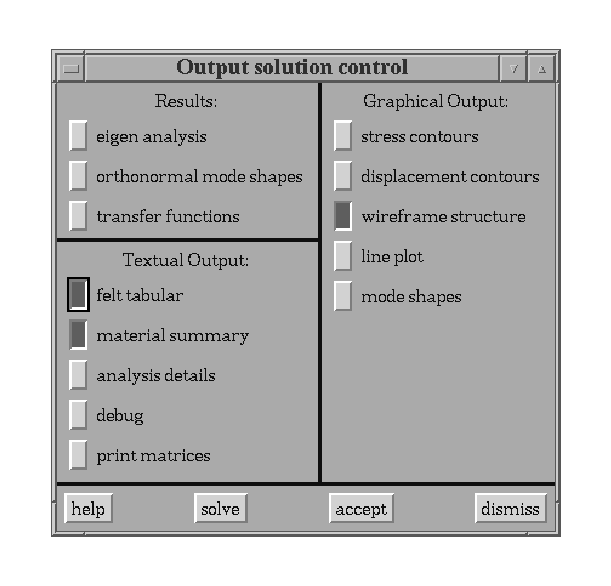 Output solution control
Results:
eigen analysis
orthonormal mode shapes
transfer functions
Textual Output:
felt tabular
material summary
analysis details
debug
print matrices
Graphical Output:
stress contours
displacement contours
wireframe structure
line plot
mode shapes
help
solve
accept
dismiss